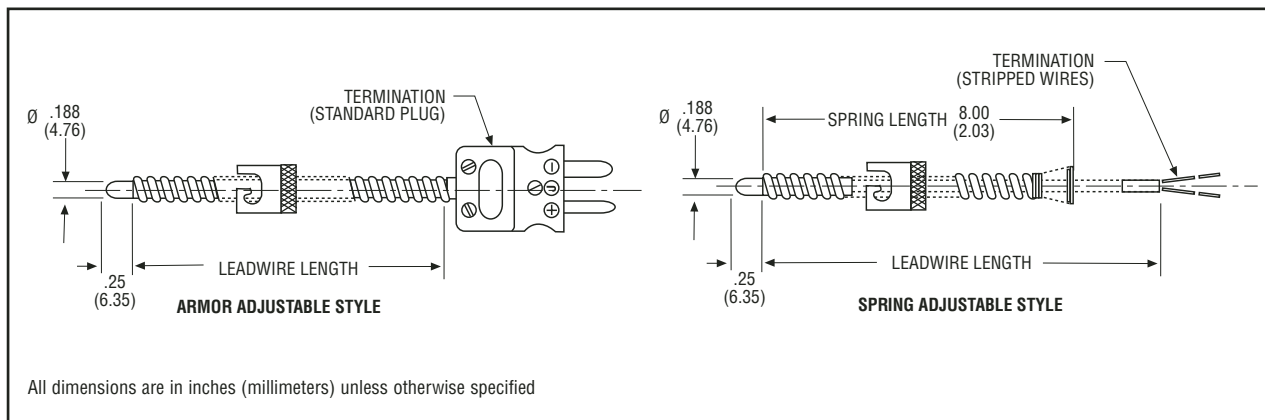 TERMINATION
(STANDARD PLUG)
Ø .188
(4.76)
− 
U
+
LEADWIRE LENGTH
.25
(6.35)
ARMOR ADJUSTABLE STYLE
TERMINATION
(STRIPPED WIRES)
Ø .188
(4.76)
SPRING LENGTH 8.00
(2.03)
LEADWIRE LENGTH
.25
(6.35)
SPRING ADJUSTABLE STYLE
All dimensions are in inches (millimeters) unless otherwise specified